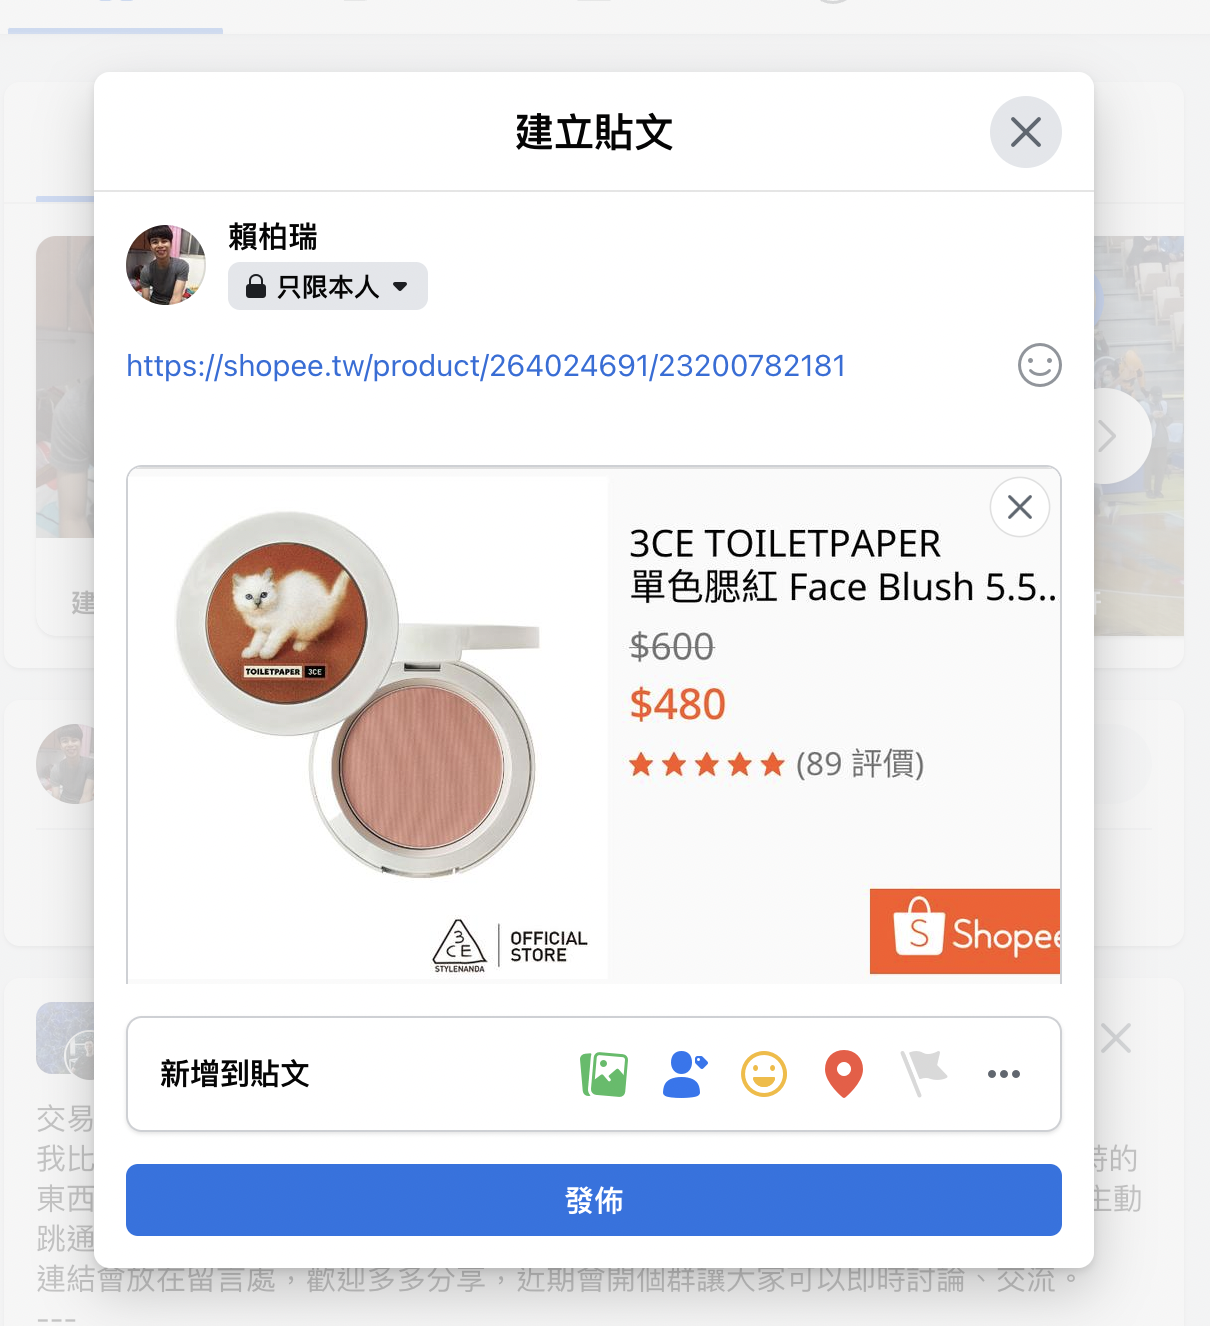 建立貼文
賴柏瑞
只限本人
https://shopee.tw/product/264024691/23200782181
3CE TOILETPAPER
單色腮紅 Face Blush 5.5..
$600
$480
(89 評價)
TOILETPAPER 3CE
3CE
STYLENANDA
OFFICIAL
STORE
S Shopee
新增到貼文
發佈
建
交易
我比
時的
東西
主動
跳通
連結會放在留言處，歡迎多多分享，近期會開個群讓大家可以即時討論、交流。
---